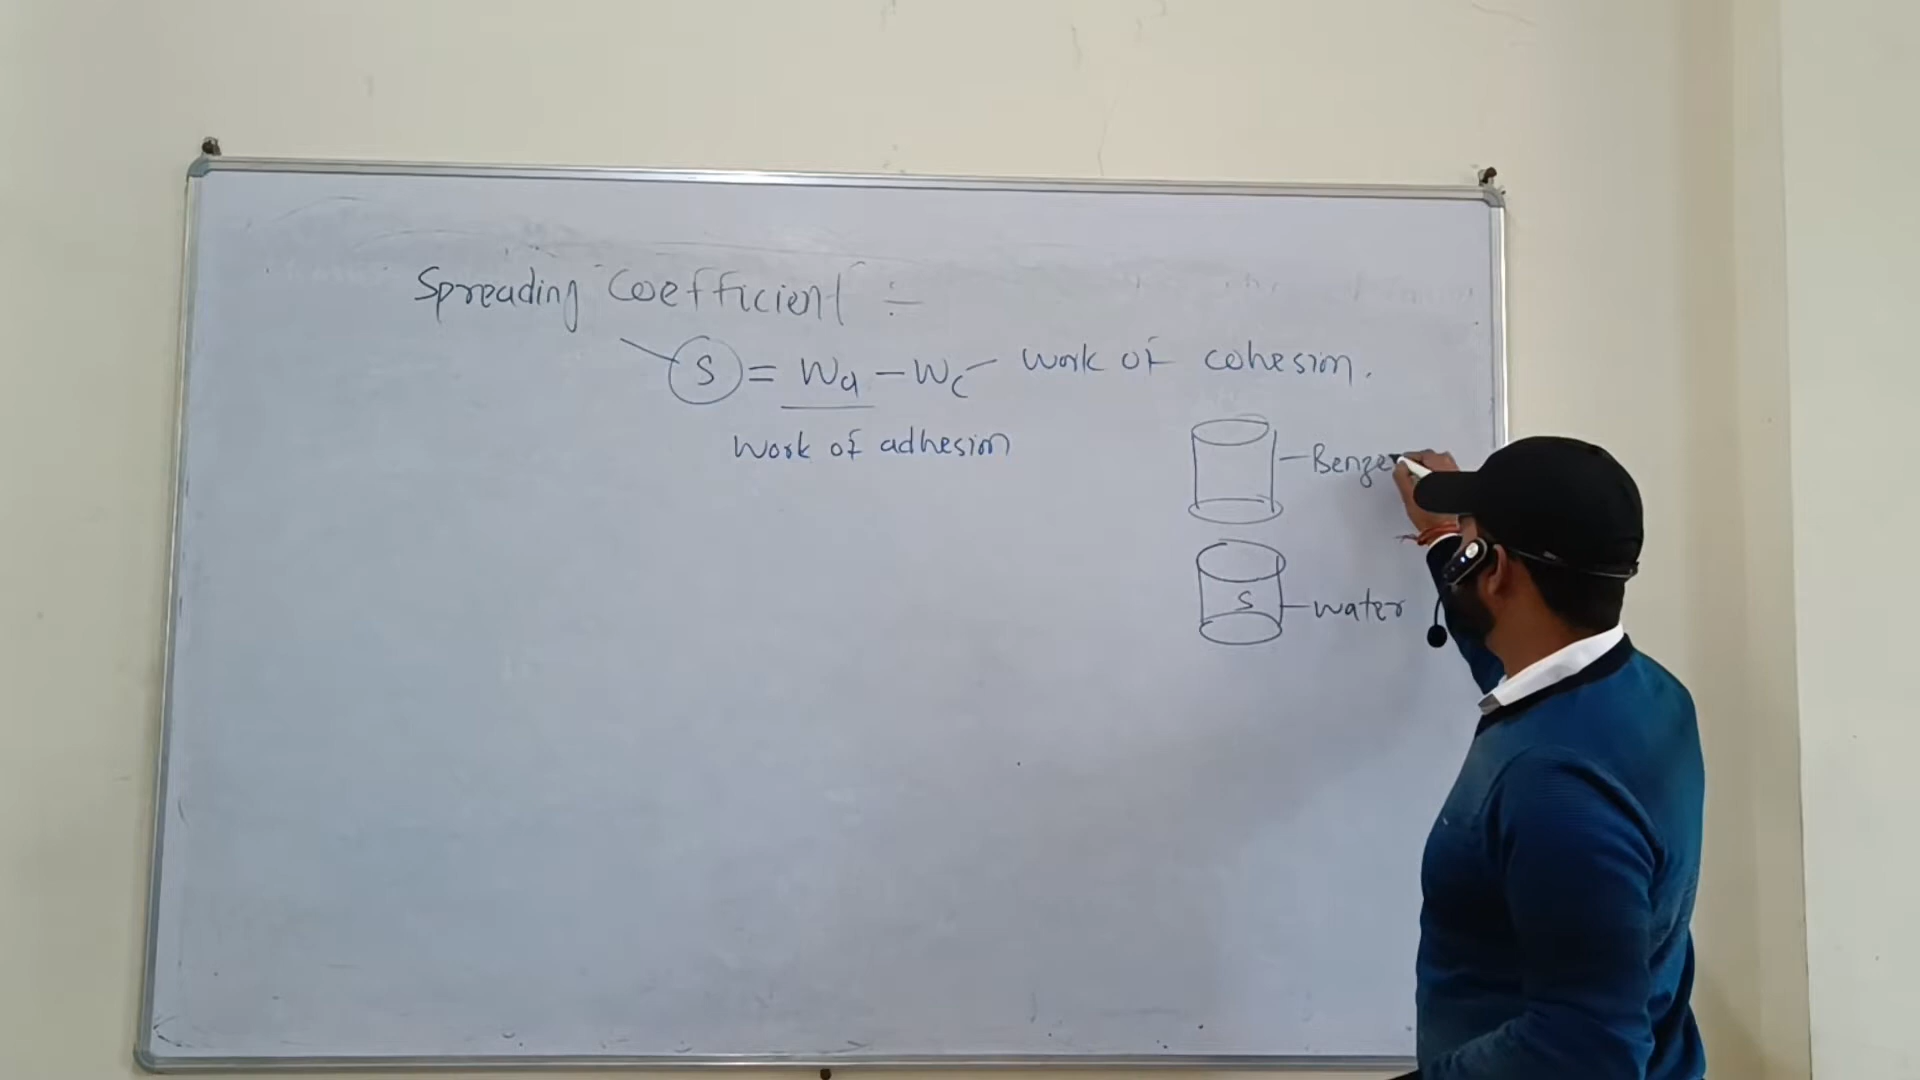 Spreading Coefficient ÷
S = Wa - Wc - Work of cohesion.
Work of adhesion
Benze
S
water